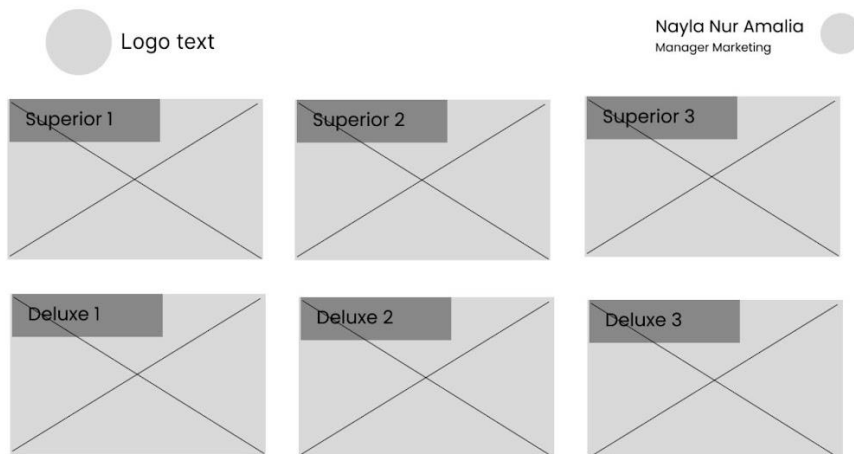 Logo text
Nayla Nur Amalia
Manager Marketing
Superior 1
Superior 2
Superior 3
Deluxe 1
Deluxe 2
Deluxe 3